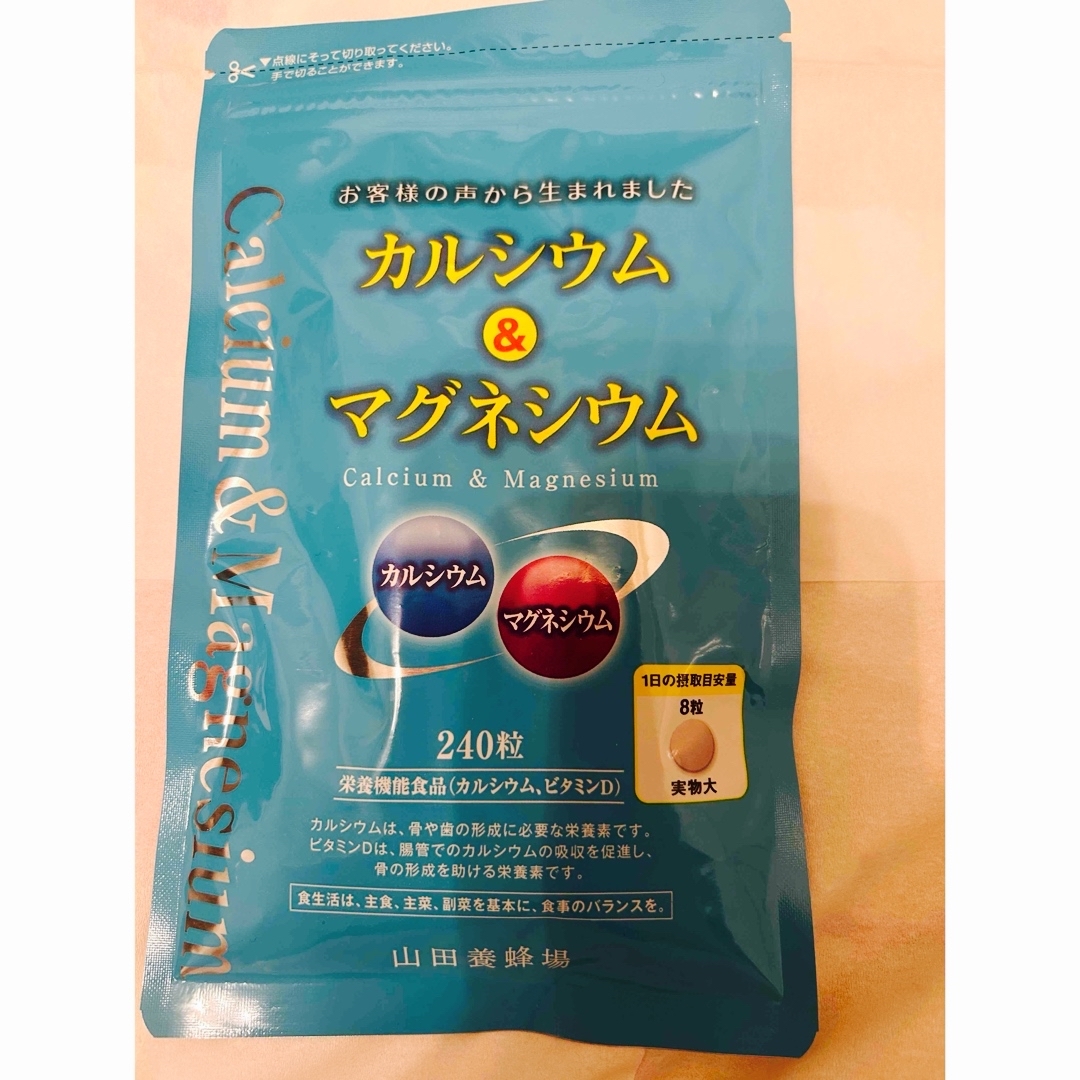 ▼点線にそって切り取ってください。
手で切ることができます。
お客様の声から生まれました
カルシウム
&
マグネシウム
Calcium & Magnesium
Calcium & Magnesium
カルシウム
マグネシウム
1日の摂取目安量
8粒
実物大
240粒
栄養機能食品(カルシウム、ビタミンD)
カルシウムは、骨や歯の形成に必要な栄養素です。
ビタミンDは、腸管でのカルシウムの吸収を促進し、
骨の形成を助ける栄養素です。
食生活は、主食、主菜、副菜を基本に、食事のバランスを。
山田養蜂場